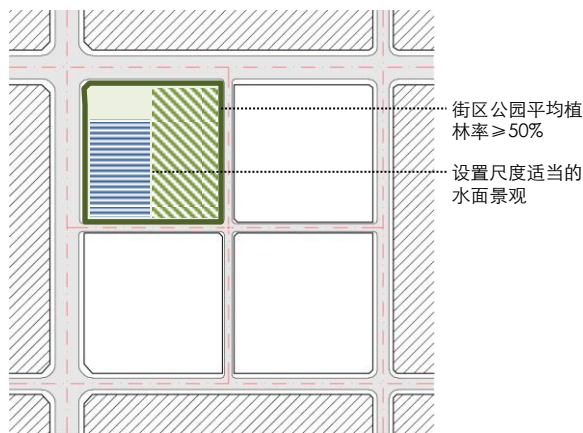 街区公园平均植
林率≥50%
设置尺度适当的
水面景观